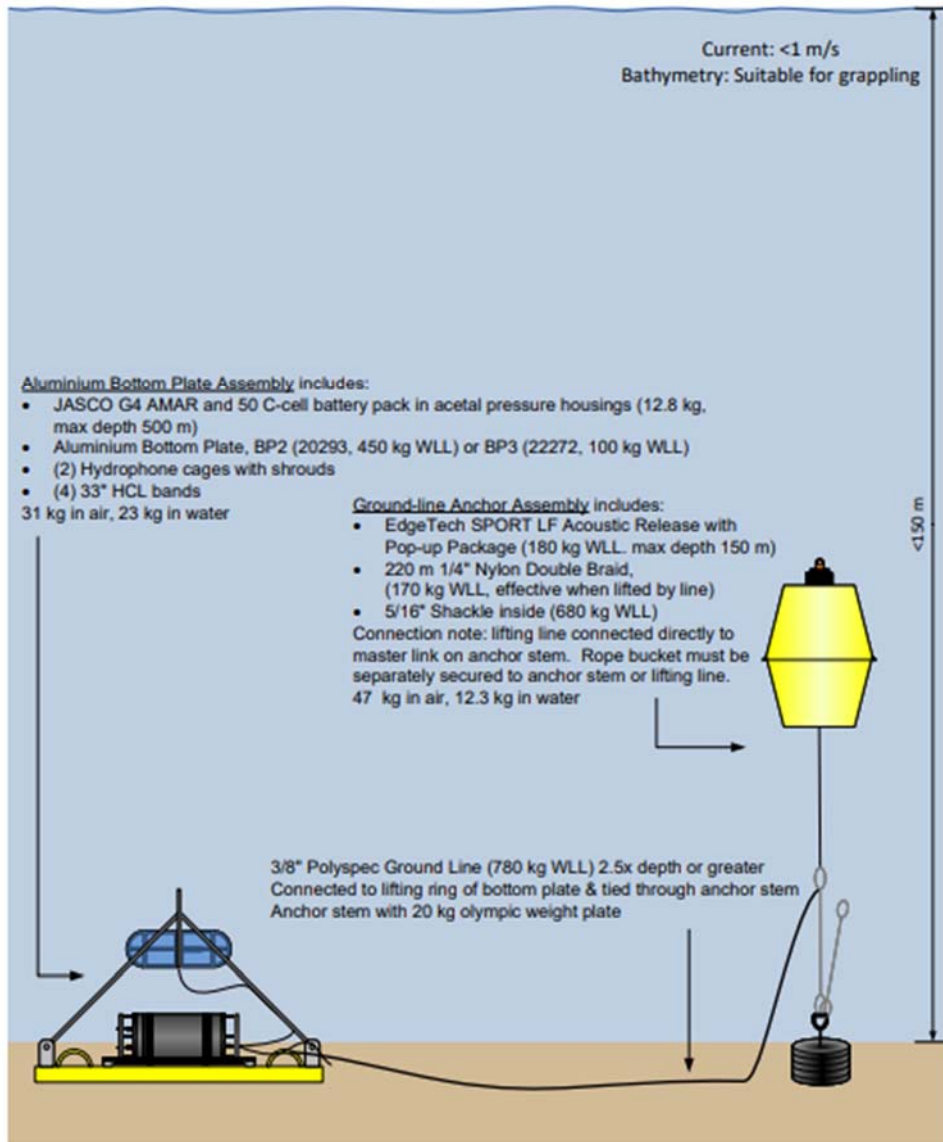 Current: <1 m/s
Bathymetry: Suitable for grappling
Aluminium Bottom Plate Assembly includes:
• JASCO G4 AMAR and 50 C-cell battery pack in acetal pressure housings (12.8 kg,
max depth 500 m)
• Aluminium Bottom Plate, BP2 (20293, 450 kg WLL) or BP3 (22272, 100 kg WLL)
• (2) Hydrophone cages with shrouds
• (4) 33" HCL bands
31 kg in air, 23 kg in water
Ground-line Anchor Assembly includes:
• EdgeTech SPORT LF Acoustic Release with
Pop-up Package (180 kg WLL. max depth 150 m)
• 220 m 1/4" Nylon Double Braid,
(170 kg WLL, effective when lifted by line)
• 5/16" Shackle inside (680 kg WLL)
Connection note: lifting line connected directly to
master link on anchor stem. Rope bucket must be
separately secured to anchor stem or lifting line.
47 kg in air, 12.3 kg in water
<150 m
3/8" Polyspec Ground Line (780 kg WLL) 2.5x depth or greater
Connected to lifting ring of bottom plate & tied through anchor stem
Anchor stem with 20 kg olympic weight plate